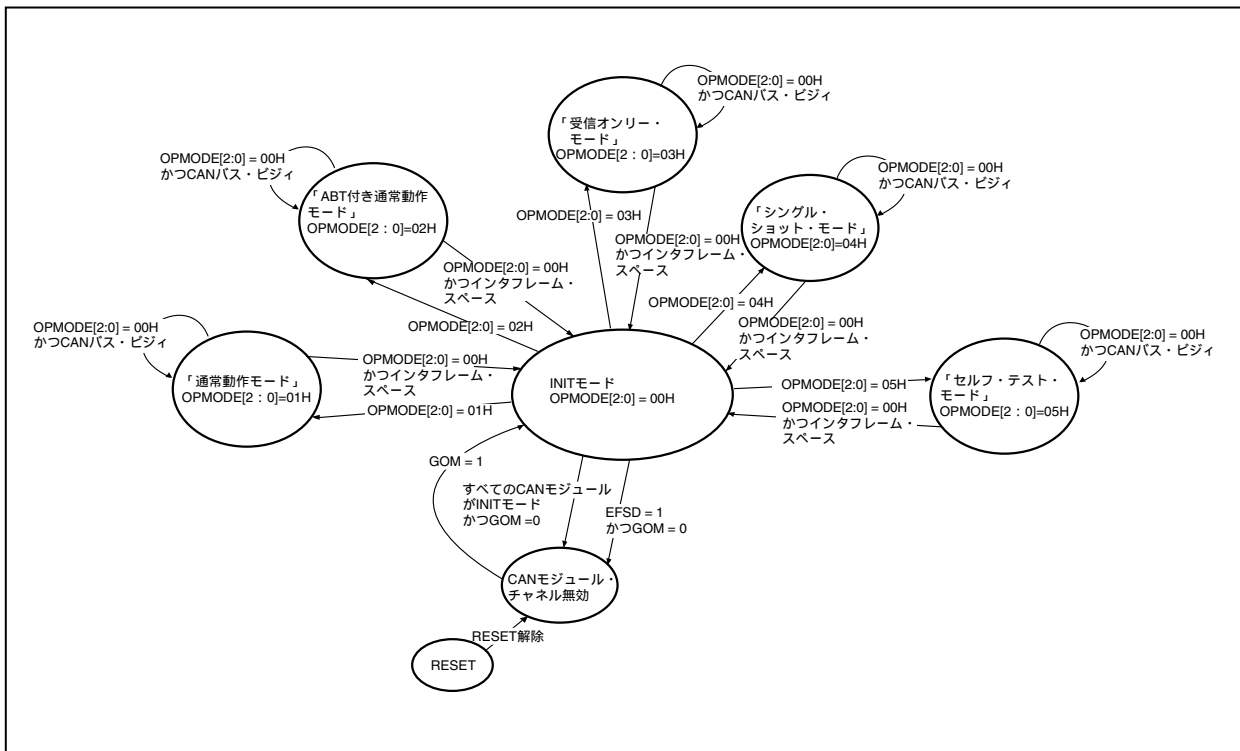 OPMODE[2:0] = 00H
かつCANバス・ビジィ
「受信オンリー・
モード」
OPMODE[2：0]=03H
OPMODE[2:0] = 00H
かつCANバス・ビジィ
「ABT付き通常動作
モード」
OPMODE[2：0]=02H
OPMODE[2:0] = 00H
かつCANバス・ビジィ
「シングル・
ショット・モード」
OPMODE[2:0]=04H
OPMODE[2:0] = 03H
OPMODE[2:0] = 00H
かつインタフレーム・
スペース
OPMODE[2:0] = 00H
かつインタフレーム・
スペース
OPMODE[2:0] = 04H
OPMODE[2:0] = 02H
OPMODE[2:0] = 00H
かつインタフレーム・
スペース
OPMODE[2:0] = 00H
かつCANバス・ビジィ
「通常動作モード」
OPMODE[2：0]=01H
OPMODE[2:0] = 00H
かつインタフレーム・
スペース
OPMODE[2:0] = 01H
INITモード
OPMODE[2:0] = 00H
OPMODE[2:0] = 05H
OPMODE[2:0] = 00H
かつインタフレーム・
スペース
OPMODE[2:0] = 00H
かつCANバス・ビジィ
「セルフ・テスト・
モード」
OPMODE[2：0]=05H
GOM = 1
すべてのCANモジュール
がINITモード
かつGOM =0
EFSD = 1
かつGOM = 0
CANモジュール・
チャネル無効
RESET解除
RESET